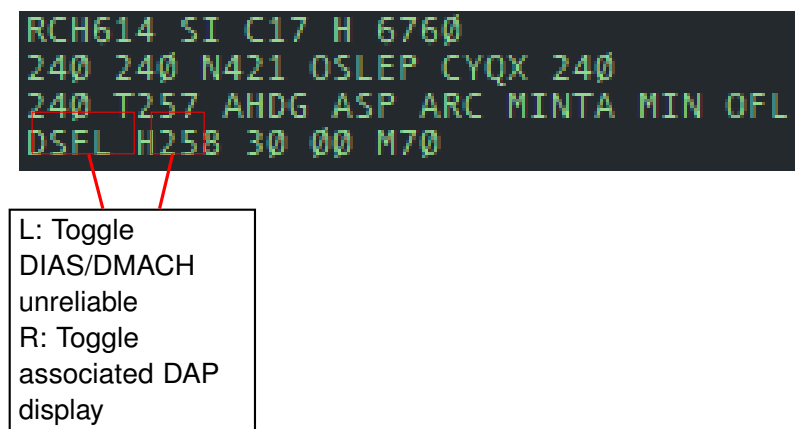 RCH614 SI C17 H 676Ø
24Ø 24Ø N421 OSLEP CYQX 24Ø
24Ø T257 AHDG ASP ARC MINTA MIN OFL
DSFL H258 3Ø ØØ M7Ø
L: Toggle
DIAS/DMACH
unreliable
R: Toggle
associated DAP
display